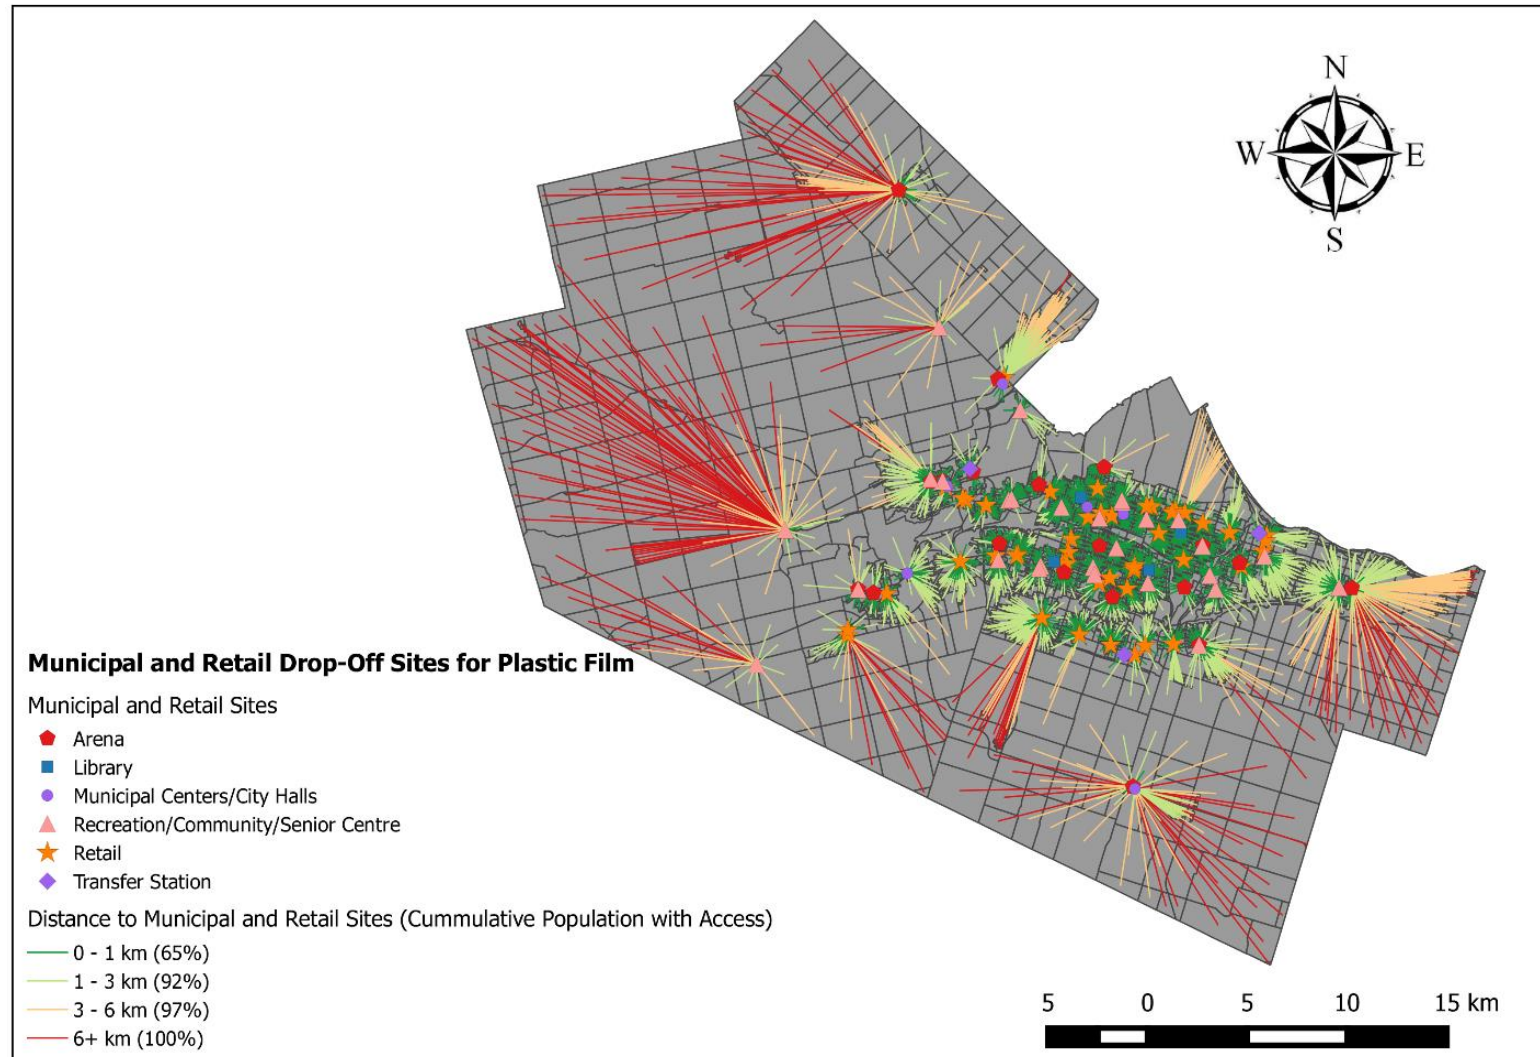 N
W E
S
Municipal and Retail Drop-Off Sites for Plastic Film
Municipal and Retail Sites
Arena
Library
Municipal Centers/City Halls
Recreation/Community/Senior Centre
Retail
Transfer Station
Distance to Municipal and Retail Sites (Cummulative Population with Access)
0 - 1 km (65%)
1 - 3 km (92%)
3 - 6 km (97%)
6+ km (100%)
5 0 5 10 15 km